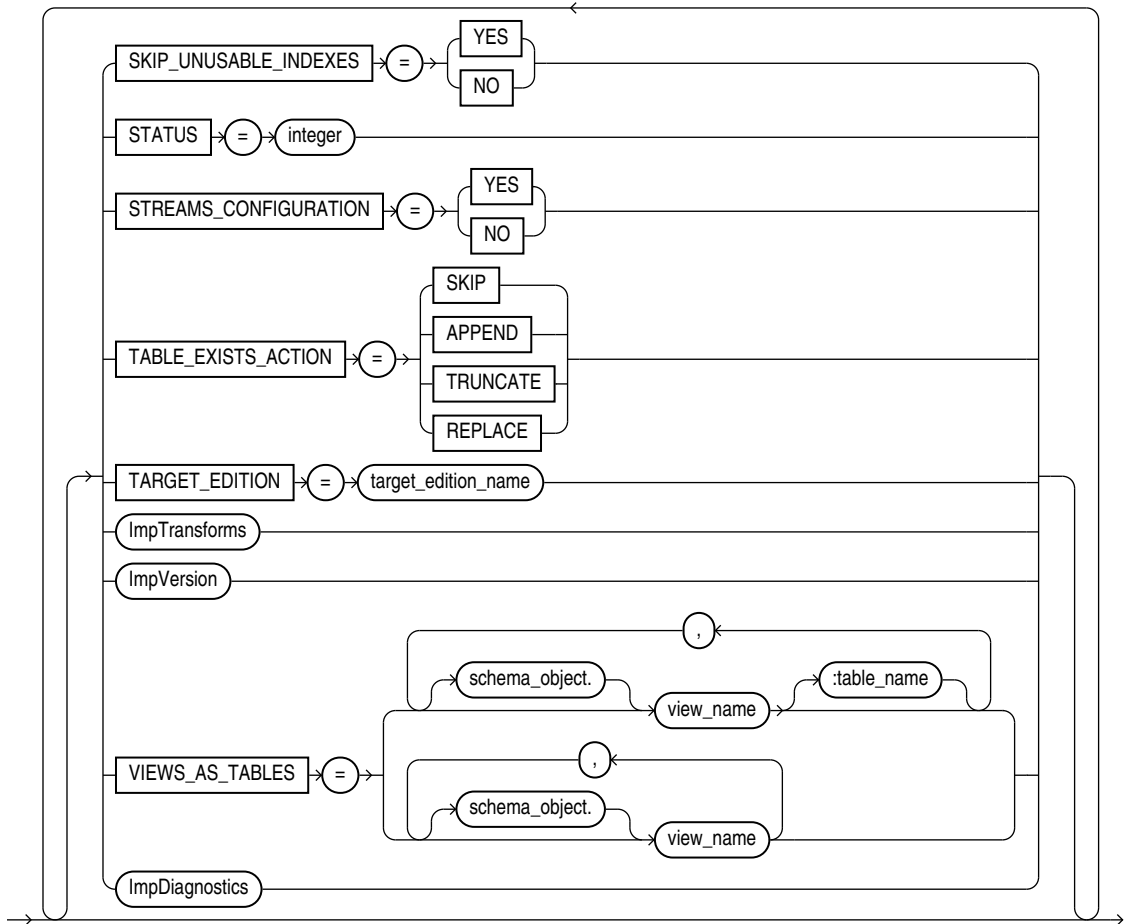 SKIP_UNUSABLE_INDEXES = YES
NO
STATUS = integer
STREAMS_CONFIGURATION = YES
NO
TABLE_EXISTS_ACTION = SKIP
APPEND
TRUNCATE
REPLACE
TARGET_EDITION = target_edition_name
ImpTransforms
ImpVersion
,
schema_object. :table_name
view_name
,
VIEWS_AS_TABLES =
schema_object.
view_name
ImpDiagnostics